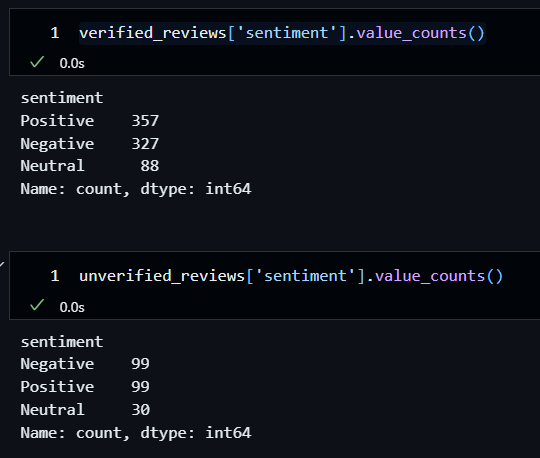 1 verified_reviews['sentiment'].value_counts()
0.0s
sentiment
Positive    357
Negative    327
Neutral      88
Name: count, dtype: int64
1 unverified_reviews['sentiment'].value_counts()
0.0s
sentiment
Negative    99
Positive    99
Neutral     30
Name: count, dtype: int64